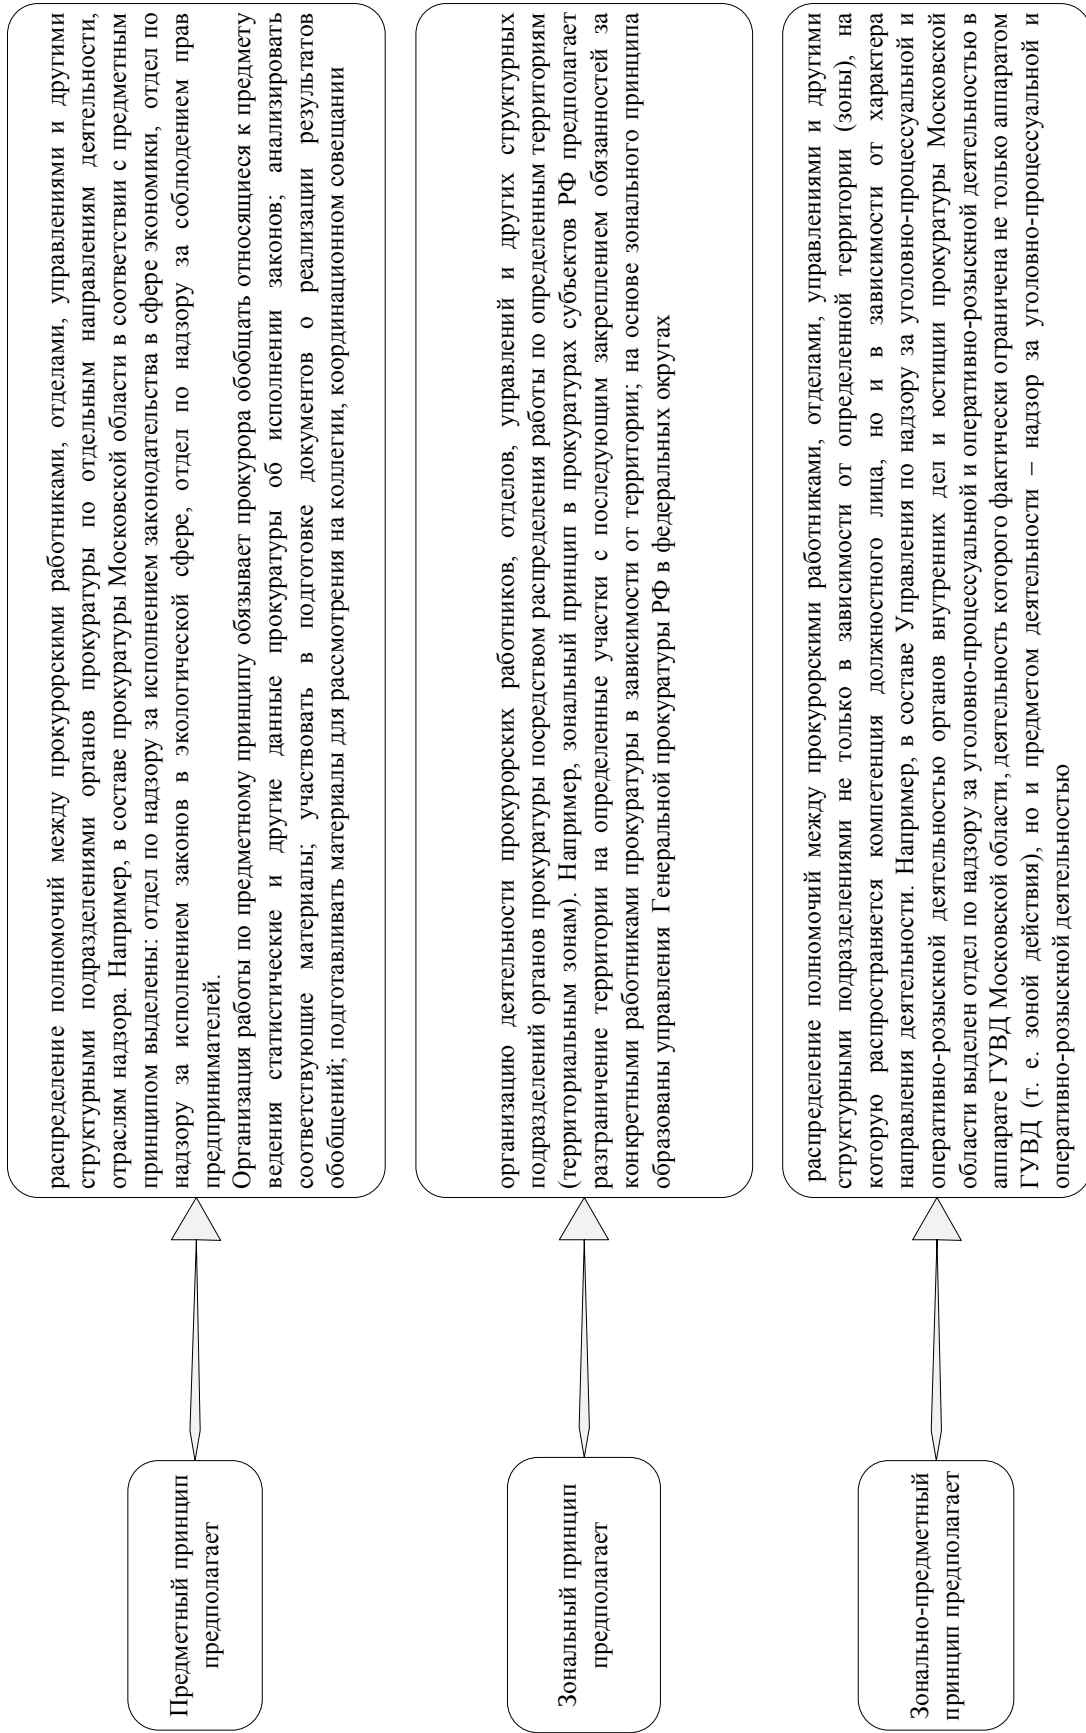 Предметный принцип
предполагает
распределение полномочий между прокурорскими работниками, отделами, управлениями и другими
структурными подразделениями органов прокуратуры по отдельным направлениям деятельности,
отраслям надзора. Например, в составе прокуратуры Московской области в соответствии с предметным
принципом выделены: отдел по надзору за исполнением законодательства в сфере экономики, отдел по
надзору за исполнением законов в экологической сфере, отдел по надзору за соблюдением прав
предпринимателей.
Организация работы по предметному принципу обязывает прокурора обобщать относящиеся к предмету
ведения статистические и другие данные прокуратуры об исполнении законов; анализировать
соответствующие материалы; участвовать в подготовке документов о реализации результатов
обобщений; подготавливать материалы для рассмотрения на коллегии, координационном совещании
Зональный принцип
предполагает
организацию деятельности прокурорских работников, отделов, управлений и других структурных
подразделений органов прокуратуры посредством распределения работы по определенным территориям
(территориальным зонам). Например, зональный принцип в прокуратурах субъектов РФ предполагает
разграничение территории на определенные участки с последующим закреплением обязанностей за
конкретными работниками прокуратуры в зависимости от территории; на основе зонального принципа
образованы управления Генеральной прокуратуры РФ в федеральных округах
Зонально-предметный
принцип предполагает
распределение полномочий между прокурорскими работниками, отделами, управлениями и другими
структурными подразделениями не только в зависимости от определенной территории (зоны), на
которую распространяется компетенция должностного лица, но и в зависимости от характера
направления деятельности. Например, в составе Управления по надзору за уголовно-процессуальной и
оперативно-розыскной деятельностью органов внутренних дел и юстиции прокуратуры Московской
области выделен отдел по надзору за уголовно-процессуальной и оперативно-розыскной деятельностью в
аппарате ГУВД Московской области, деятельность которого фактически ограничена не только аппаратом
ГУВД (т. е. зоной действия), но и предметом деятельности – надзор за уголовно-процессуальной и
оперативно-розыскной деятельностью